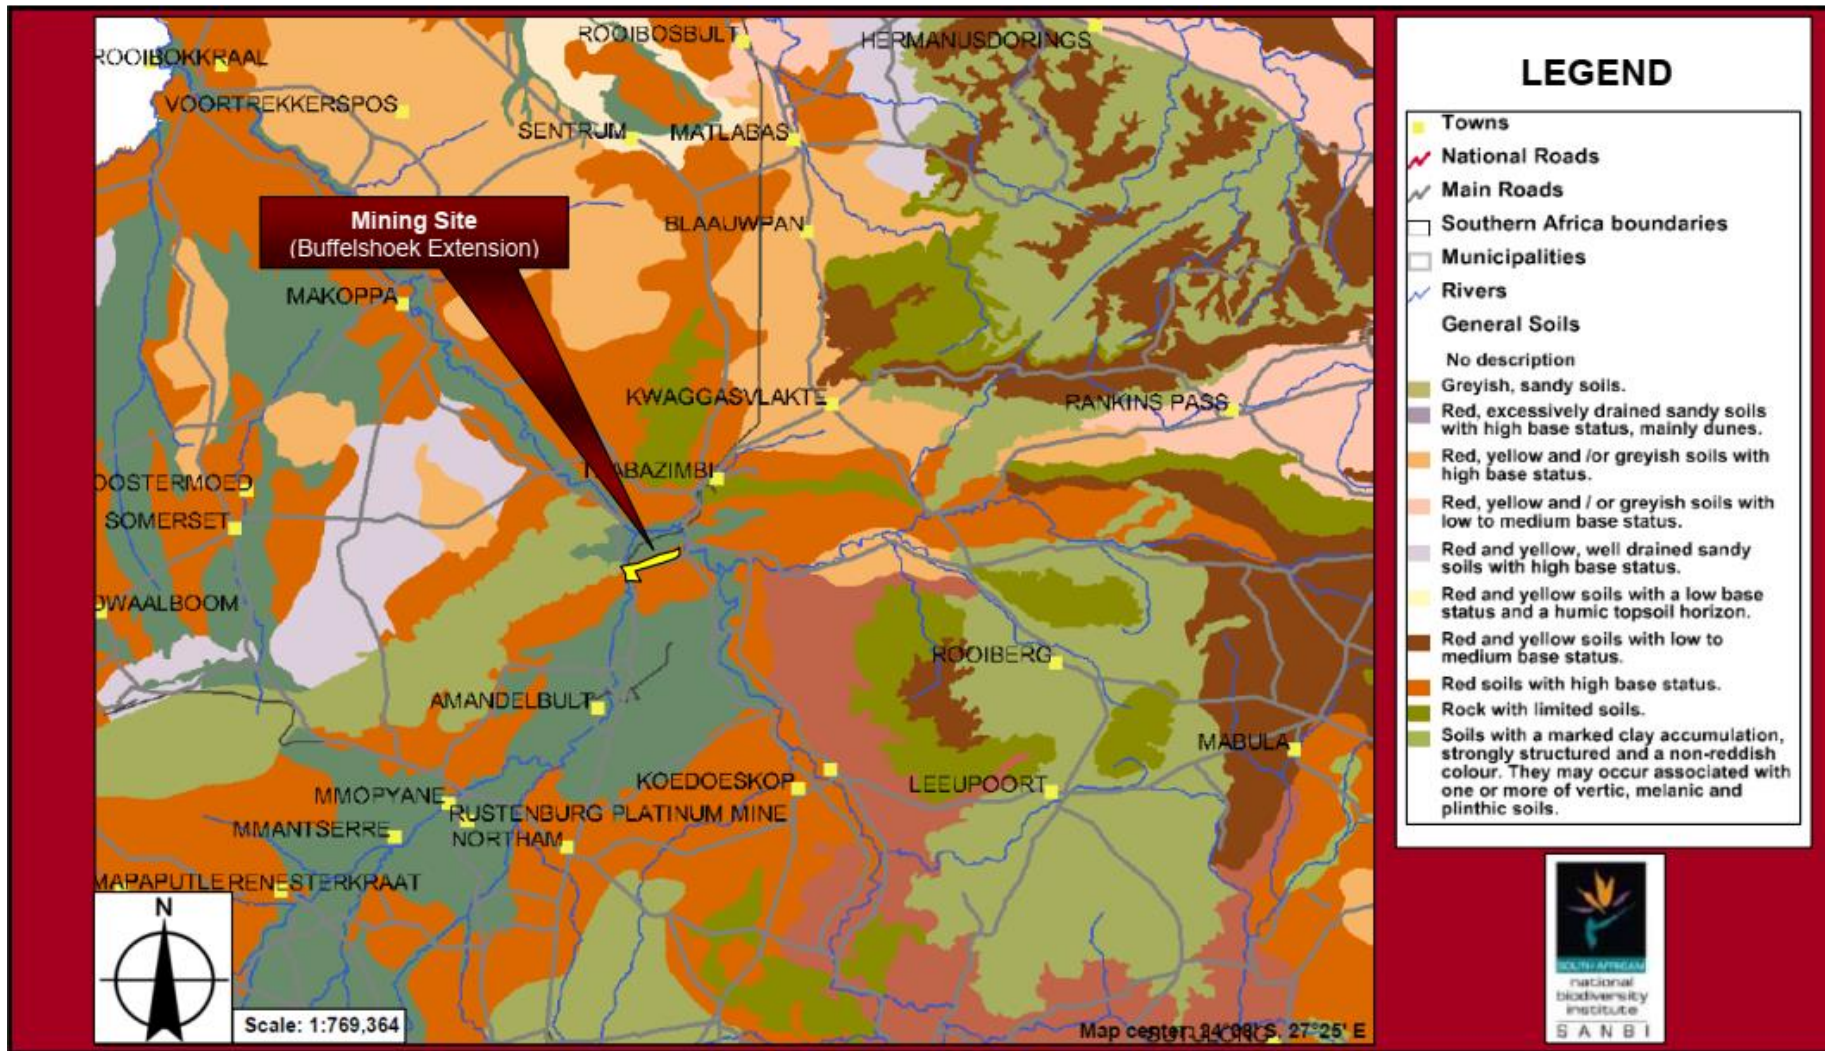 ROOIBOSBULT
HERMANUSDORINGS
ROOIBOKKRAAL
VOORTREKKERSPOS
SENTRUM
MATLABAS
Mining Site
(Buffelshoek Extension)
BLAAUWPAN
MAKOPPA
KWAGGASVLAKTE
RANKINS PASS
ABAZIMBI
OOSTERMOED
SOMERSET
DWAALBOOM
ROOIBERG
AMANDELBULT
MABULA
KOEDOESKOP
LEEUPOORT
MMOPYANE
RUSTENBURG PLATINUM MINE
MMANTSERRE
NORTHAM
MAPAPUTLE
RENESTERKRAAT
N
Scale: 1:769,364
27°25' E
LEGEND
Towns
National Roads
Main Roads
Southern Africa boundaries
Municipalities
Rivers
General Soils
No description
Greyish, sandy soils.
Red, excessively drained sandy soils
with high base status, mainly dunes.
Red, yellow and /or greyish soils with
high base status.
Red, yellow and / or greyish soils with
low to medium base status.
Red and yellow, well drained sandy
soils with high base status.
Red and yellow soils with a low base
status and a humic topsoil horizon.
Red and yellow soils with low to
medium base status.
Red soils with high base status.
Rock with limited soils.
Soils with a marked clay accumulation,
strongly structured and a non-reddish
colour. They may occur associated with
one or more of vertic, melanic and
plinthic soils.
SOUTH AFRICAN
national
biodiversity
institute
SANBI